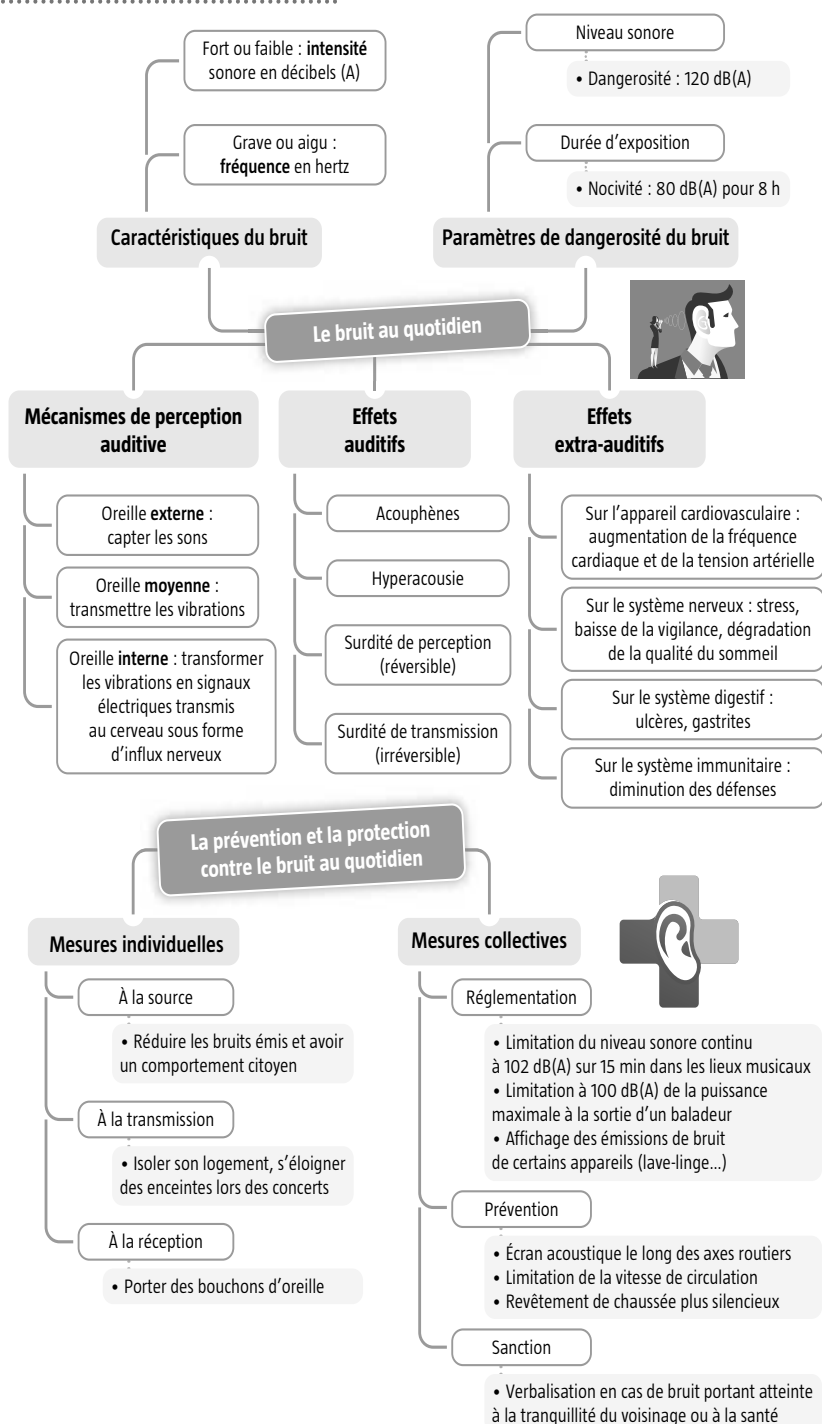 Fort ou faible : intensité
sonore en décibels (A)
Grave ou aigu :
fréquence en hertz
Caractéristiques du bruit
Niveau sonore
• Dangerosité : 120 dB(A)
Durée d’exposition
• Nocivité : 80 dB(A) pour 8 h
Paramètres de dangerosité du bruit
Le bruit au quotidien
Mécanismes de perception
auditive
Oreille externe :
capter les sons
Oreille moyenne :
transmettre les vibrations
Oreille interne : transformer
les vibrations en signaux
électriques transmis
au cerveau sous forme
d’influx nerveux
Effets
auditifs
Acouphènes
Hyperacousie
Surdité de perception
(réversible)
Surdité de transmission
(irréversible)
Effets
extra-auditifs
Sur l’appareil cardiovasculaire :
augmentation de la fréquence
cardiaque et de la tension artérielle
Sur le système nerveux : stress,
baisse de la vigilance, dégradation
de la qualité du sommeil
Sur le système digestif :
ulcères, gastrites
Sur le système immunitaire :
diminution des défenses
La prévention et la protection
contre le bruit au quotidien
Mesures individuelles
À la source
• Réduire les bruits émis et avoir
un comportement citoyen
À la transmission
• Isoler son logement, s’éloigner
des enceintes lors des concerts
À la réception
• Porter des bouchons d’oreille
Mesures collectives
Réglementation
• Limitation du niveau sonore continu
à 102 dB(A) sur 15 min dans les lieux musicaux
• Limitation à 100 dB(A) de la puissance
maximale à la sortie d’un baladeur
• Affichage des émissions de bruit
de certains appareils (lave-linge…)
Prévention
• Écran acoustique le long des axes routiers
• Limitation de la vitesse de circulation
• Revêtement de chaussée plus silencieux
Sanction
• Verbalisation en cas de bruit portant atteinte
à la tranquillité du voisinage ou à la santé